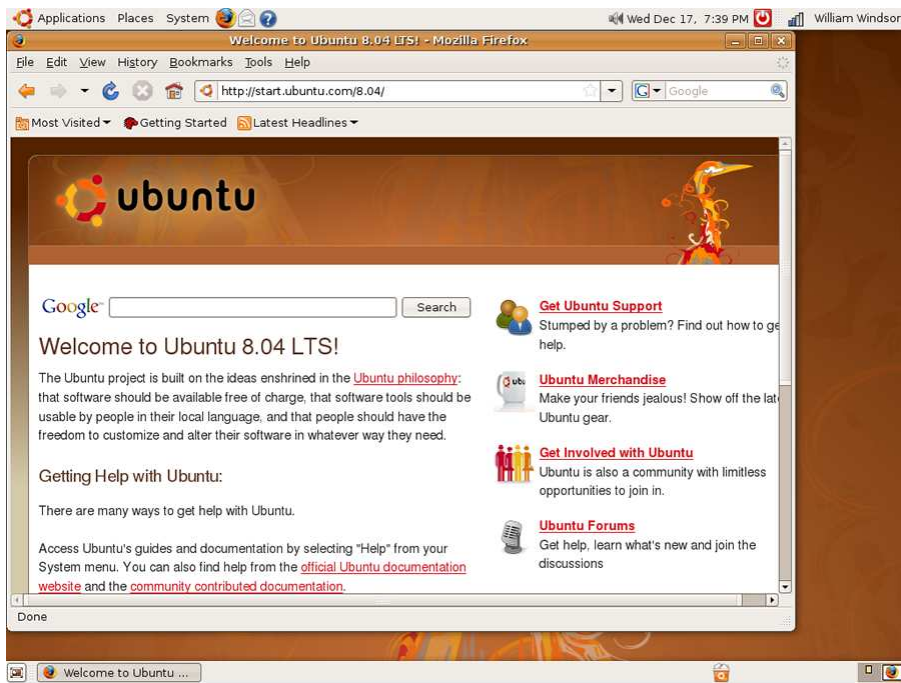 Applications Places System Wed Dec 17, 7:39 PM William Windsor
Welcome to Ubuntu 8.04 LTS! - Mozilla Firefox
File Edit View History Bookmarks Tools Help
http://start.ubuntu.com/8.04/ G Google
Most Visited Getting Started Latest Headlines
ubuntu
Google Search
Welcome to Ubuntu 8.04 LTS!
The Ubuntu project is built on the ideas enshrined in the Ubuntu philosophy:
that software should be available free of charge, that software tools should be
usable by people in their local language, and that people should have the
freedom to customize and alter their software in whatever way they need.
Getting Help with Ubuntu:
There are many ways to get help with Ubuntu.
Access Ubuntu's guides and documentation by selecting "Help" from your
System menu. You can also find help from the official Ubuntu documentation
website and the community contributed documentation.
Get Ubuntu Support
Stumped by a problem? Find out how to ge
help.
ubu
Ubuntu Merchandise
Make your friends jealous! Show off the lat
Ubuntu gear.
Get Involved with Ubuntu
Ubuntu is also a community with limitless
opportunities to join in.
Ubuntu Forums
Get help, learn what's new and join the
discussions
Done
Welcome to Ubuntu ...